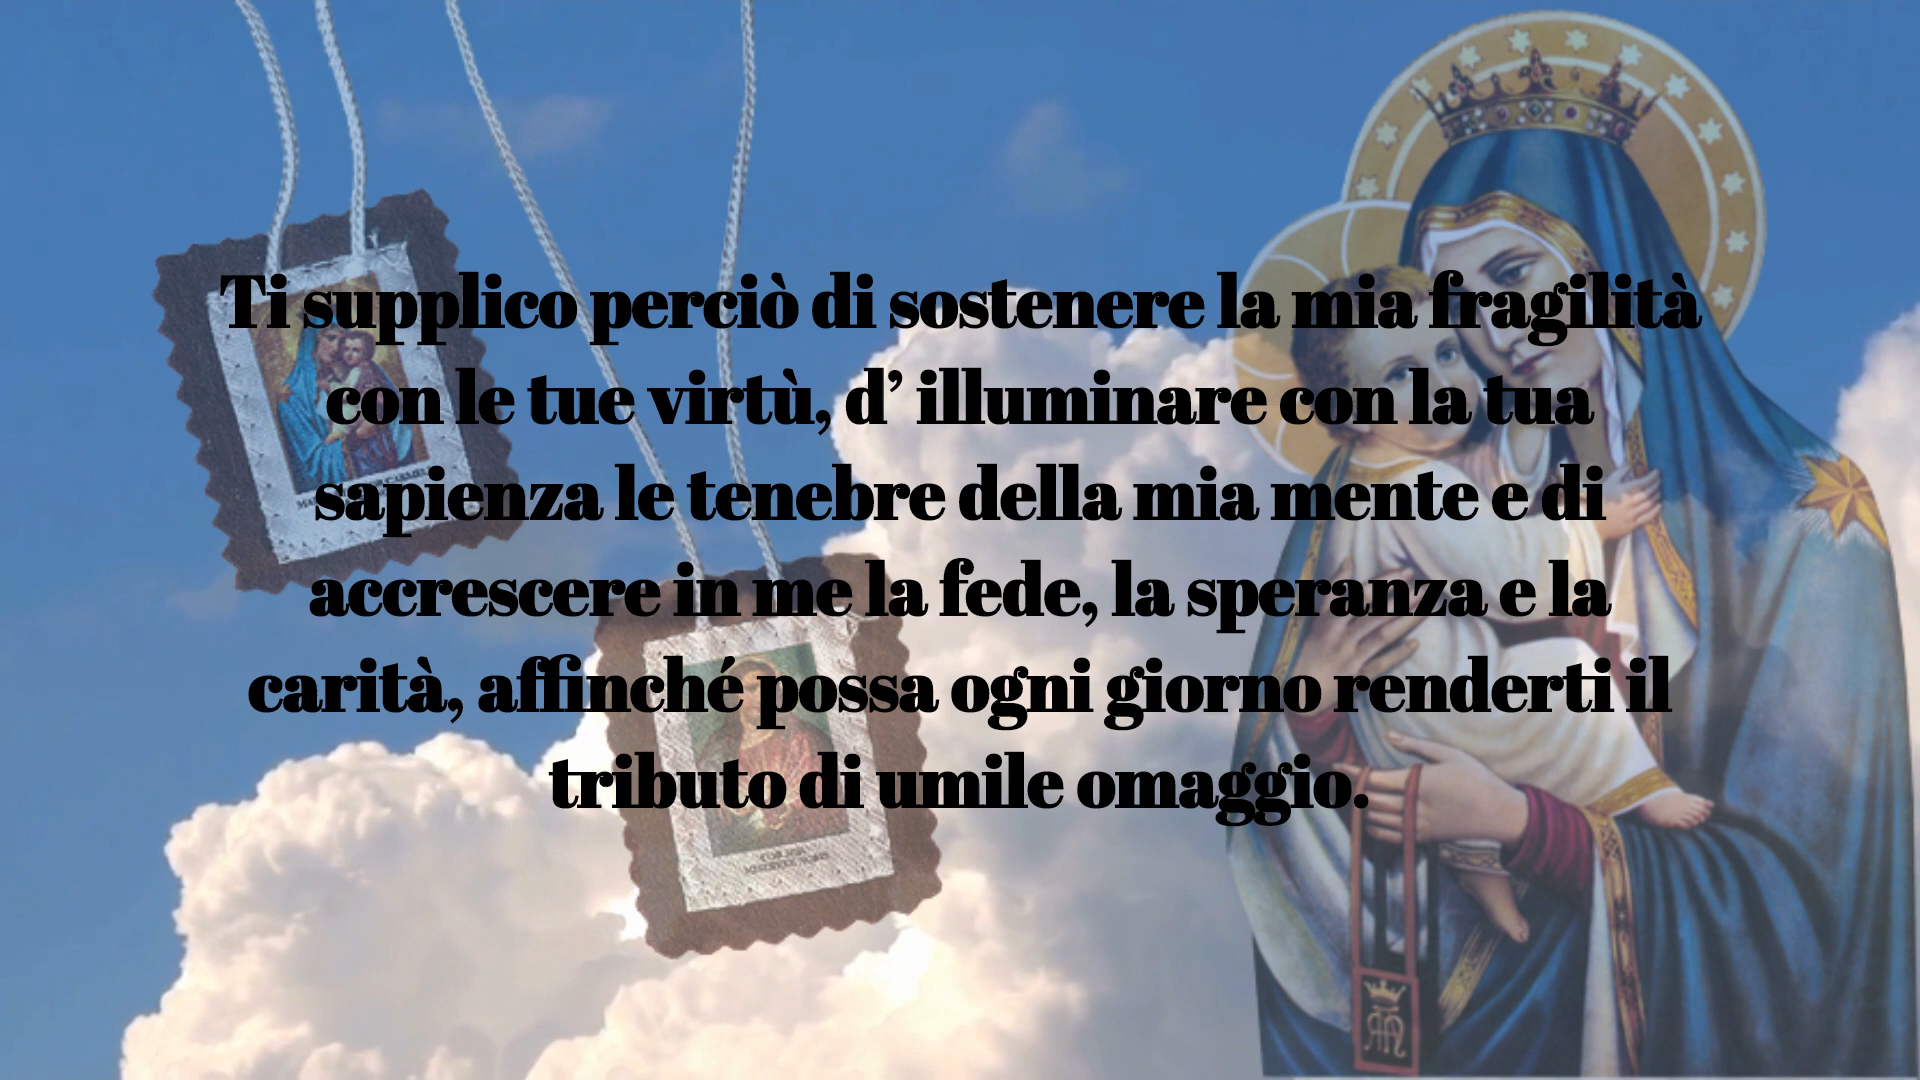 Ti supplico perciò di sostenere la mia fragilità
con le tue virtù, d’ illuminare con la tua
sapienza le tenebre della mia mente e di
accrescere in me la fede, la speranza e la
carità, affinché possa ogni giorno renderti il
tributo di umile omaggio.